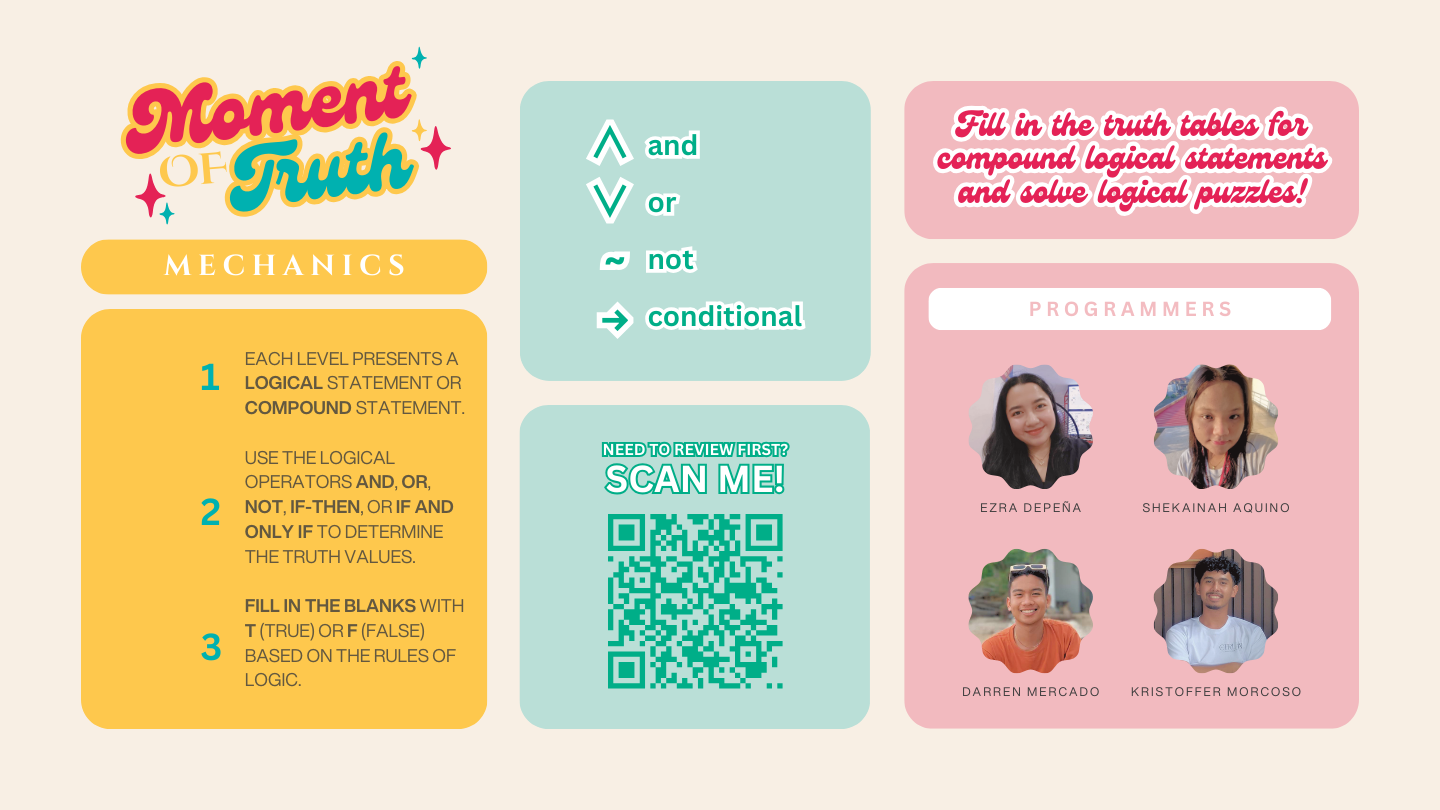 Moment
OF Truth
MECHANICS
1
EACH LEVEL PRESENTS A
LOGICAL STATEMENT OR
COMPOUND STATEMENT.
2
USE THE LOGICAL
OPERATORS AND, OR,
NOT, IF-THEN, OR IF AND
ONLY IF TO DETERMINE
THE TRUTH VALUES.
3
FILL IN THE BLANKS WITH
T (TRUE) OR F (FALSE)
BASED ON THE RULES OF
LOGIC.
∧ and
∨ or
~ not
→ conditional
NEED TO REVIEW FIRST?
SCAN ME!
Fill in the truth tables for
compound logical statements
and solve logical puzzles!
PROGRAMMERS
EZRA DEPEÑA
SHEKAINAH AQUINO
DARREN MERCADO
KRISTOFFER MORCOSO